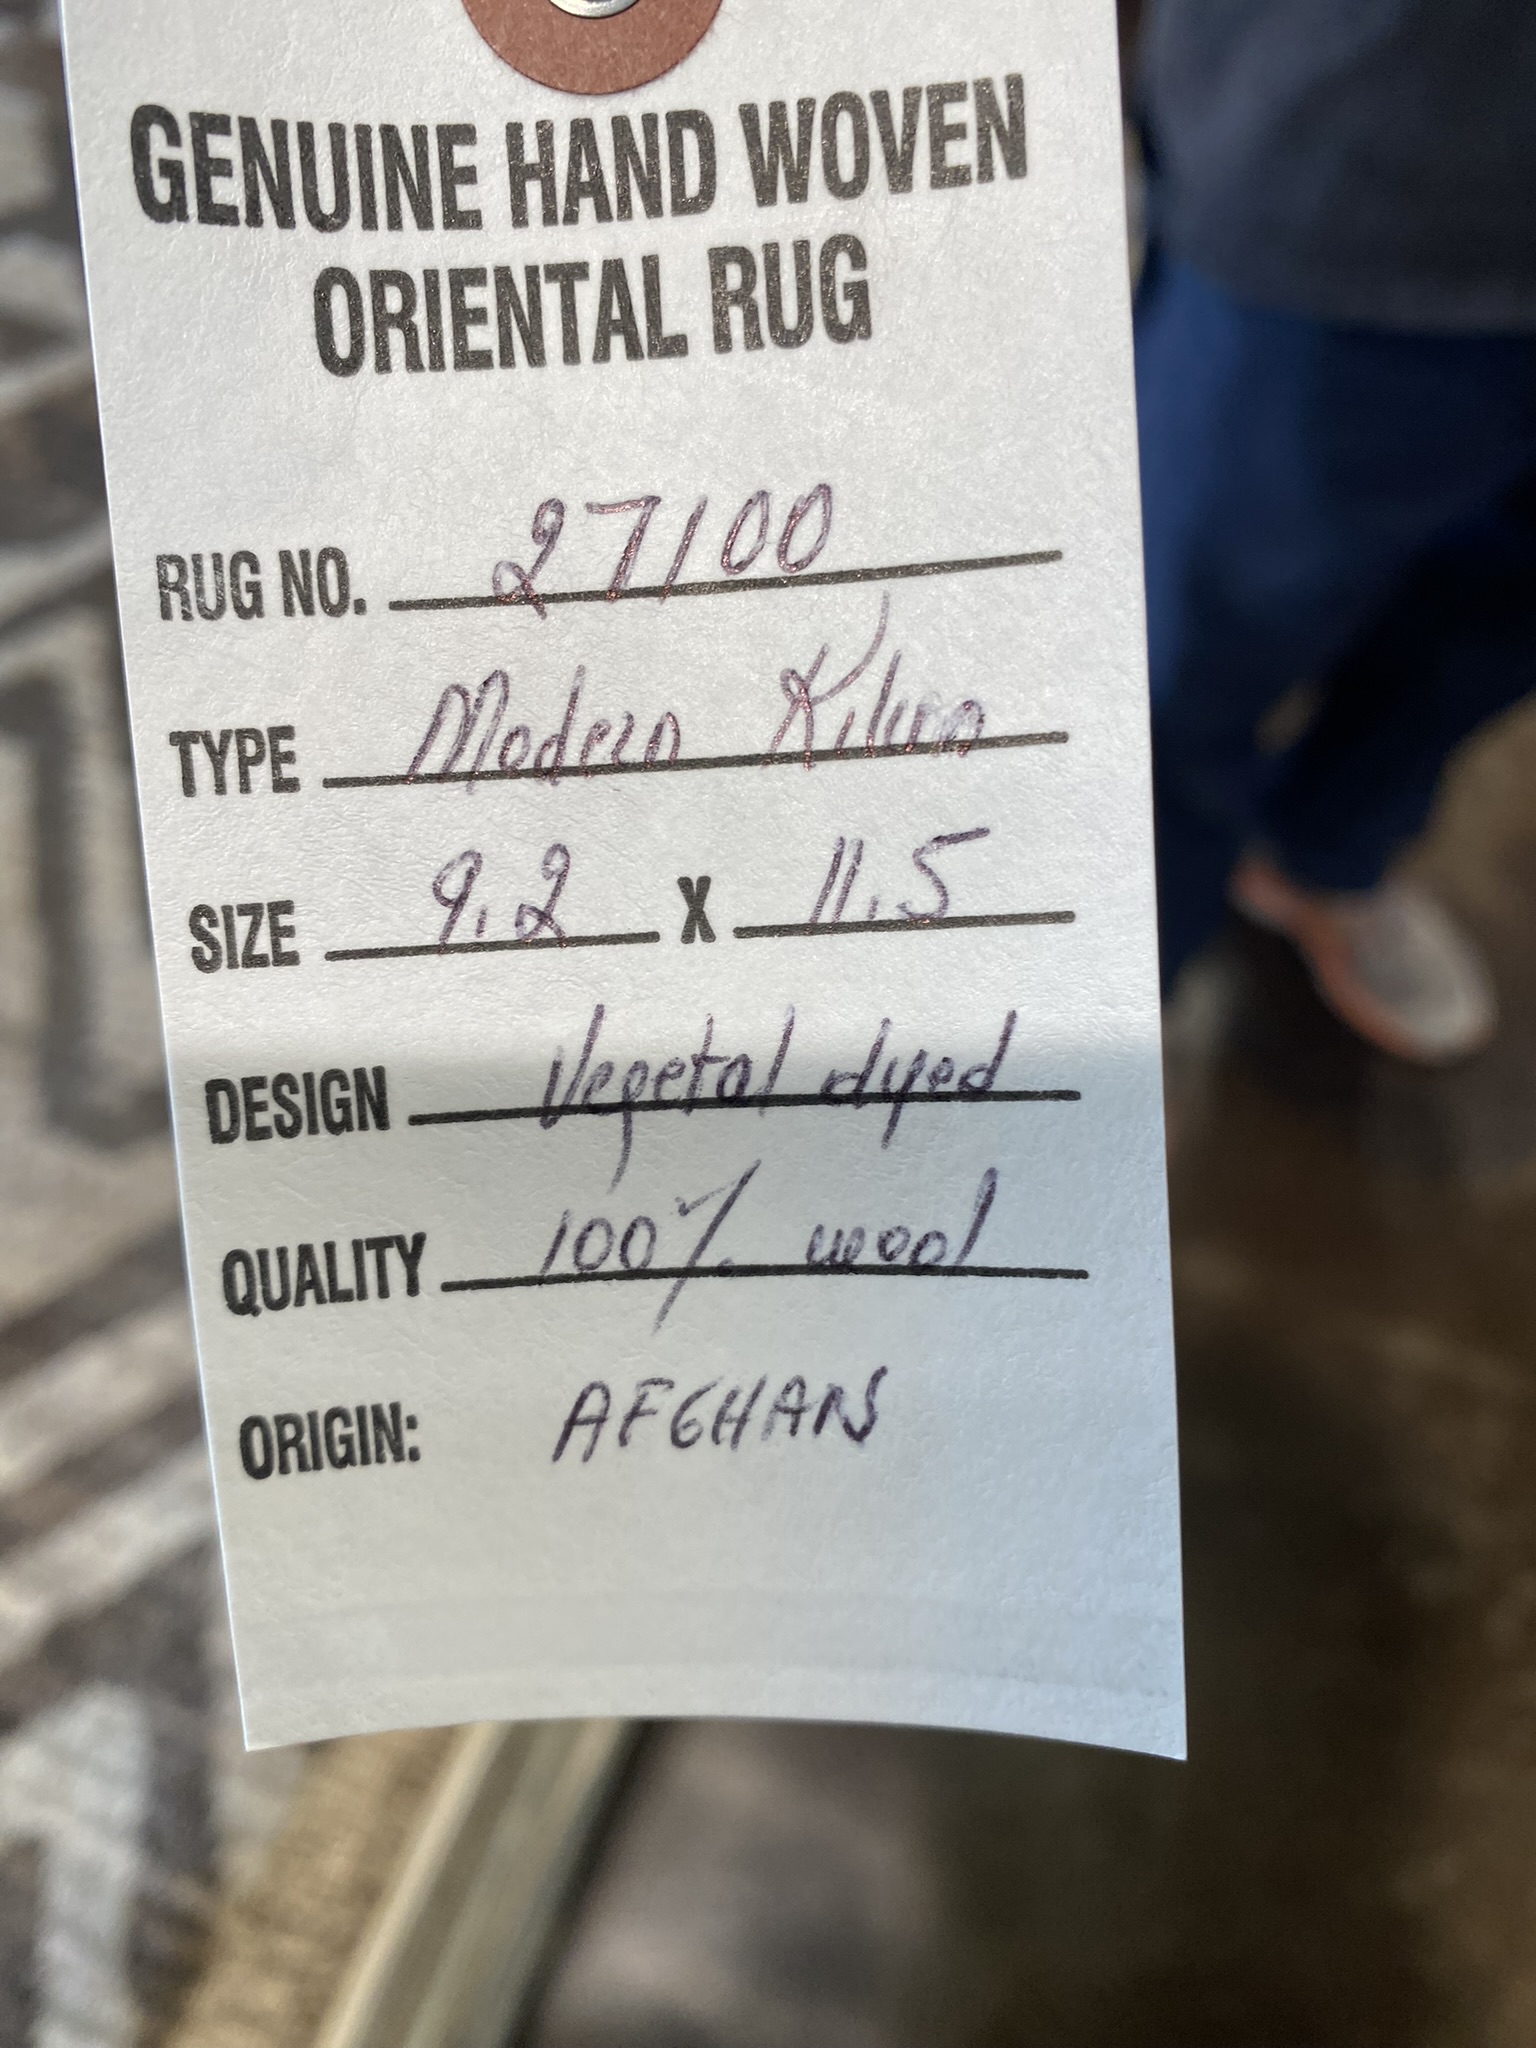 GENUINE HAND WOVEN
ORIENTAL RUG
RUG NO. 27100
TYPE Modern Kilim
SIZE 9.2 X 11.5
DESIGN Vegetal dyed
QUALITY 100% wool
ORIGIN: AFGHAN